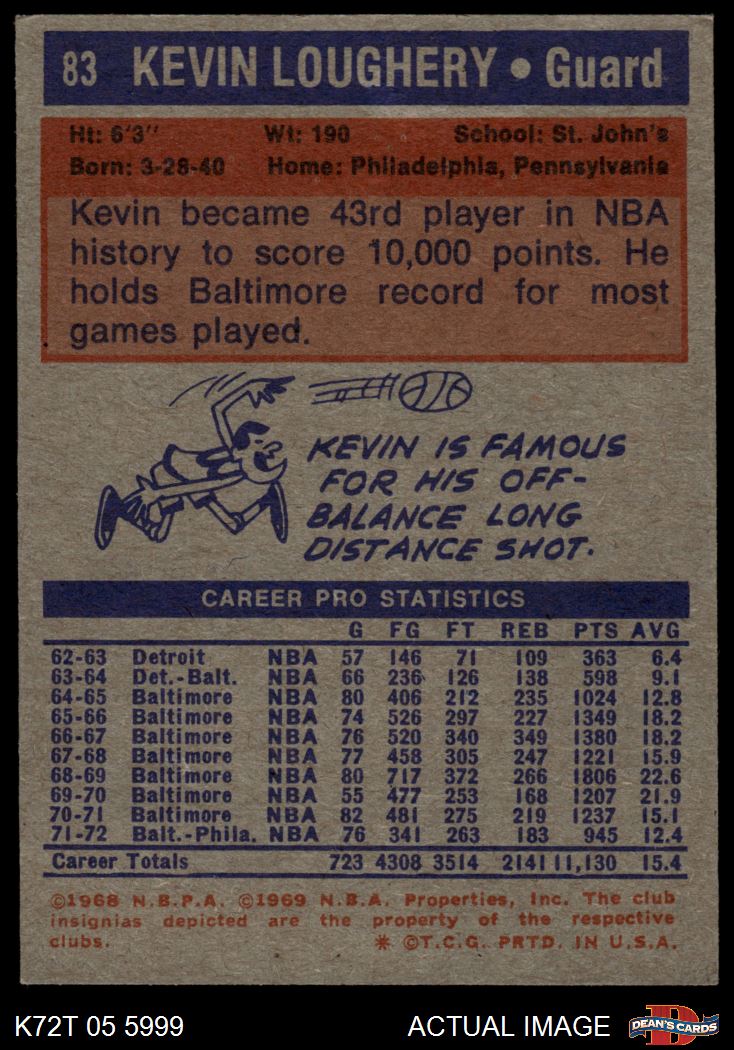 83 KEVIN LOUGHERY • Guard
Ht: 6'3" Wt: 190 School: St. John's
Born: 3-28-40 Home: Philadelphia, Pennsylvania
Kevin became 43rd player in NBA
history to score 10,000 points. He
holds Baltimore record for most
games played.
KEVIN IS FAMOUS
FOR HIS OFF-
BALANCE LONG
DISTANCE SHOT.
CAREER PRO STATISTICS
G FG FT REB PTS AVG
62-63 Detroit NBA 57 146 71 109 363 6.4
63-64 Det.-Balt. NBA 66 236 126 138 598 9.1
64-65 Baltimore NBA 80 406 212 235 1024 12.8
65-66 Baltimore NBA 74 526 297 227 1349 18.2
66-67 Baltimore NBA 76 520 340 349 1380 18.2
67-68 Baltimore NBA 77 458 305 247 1221 15.9
68-69 Baltimore NBA 80 717 372 266 1806 22.6
69-70 Baltimore NBA 55 477 253 168 1207 21.9
70-71 Baltimore NBA 82 481 275 219 1237 15.1
71-72 Balt.-Phila. NBA 76 341 263 183 945 12.4
Career Totals 723 4308 3514 2141 11,130 15.4
©1968 N.B.P.A. ©1969 N.B.A. Properties, Inc. The club
insignias depicted are the property of the respective
clubs. * ©T.C.G. PRTD. IN U.S.A.
K72T 05 5999 ACTUAL IMAGE DEAN'S CARDS